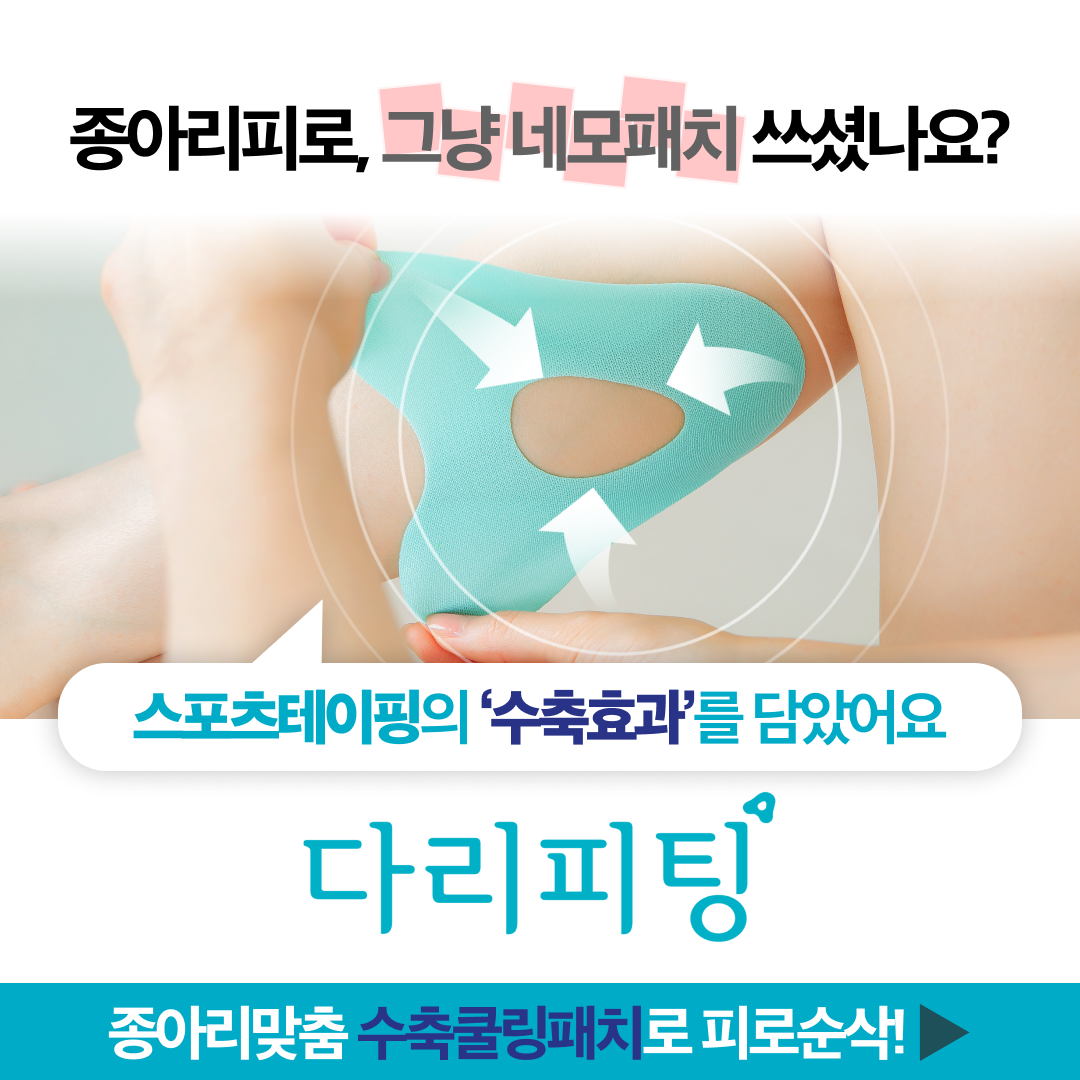 종아리피로, 그냥 네모패치 쓰셨나요?
스포츠테이핑의 ‘수축효과’를 담았어요
다리피팅
종아리맞춤 수축쿨링패치로 피로순삭!